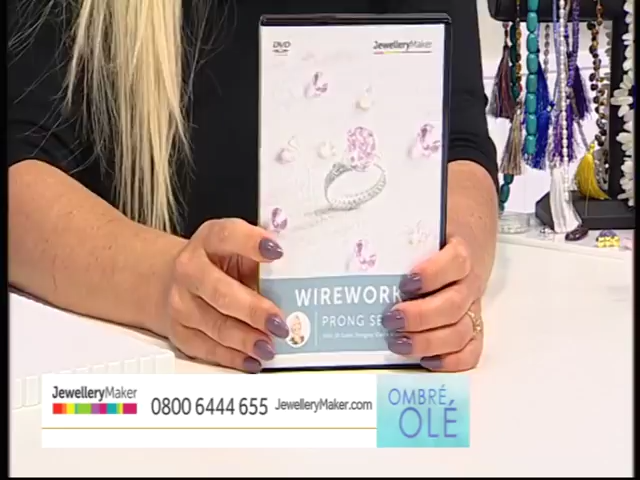 DVD
JewelleryMaker
WIREWORK
PRONG SE
JewelleryMaker
0800 6444 655
JewelleryMaker.com
OMBRÉ,
OLÉ